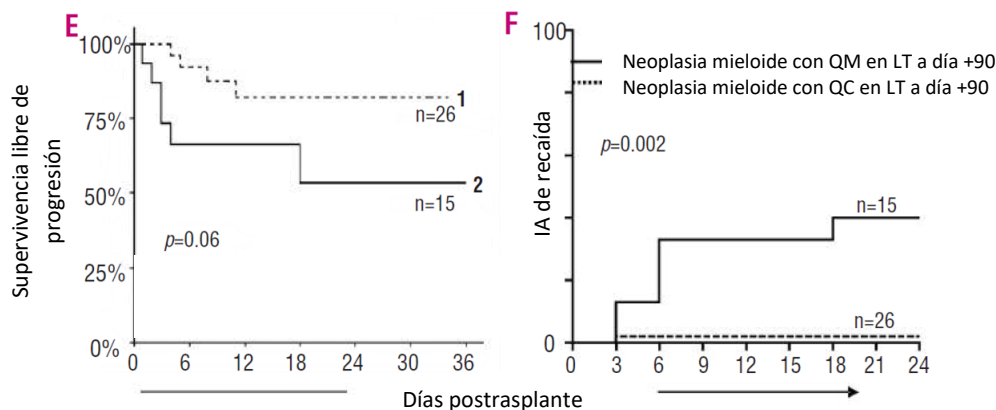 E
100%
75%
50%
25%
0%
Supervivencia libre de
progresión
1
n=26
2
n=15
p=0.06
0 6 12 18 24 30 36
F
100
0
IA de recaída
Neoplasia mieloide con QM en LT a día +90
Neoplasia mieloide con QC en LT a día +90
p=0.002
n=15
n=26
0 3 6 9 12 15 18 21 24
Días postrasplante